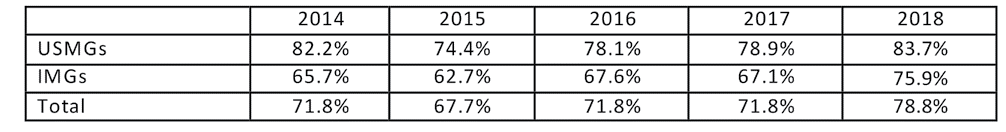 2014 2015 2016 2017 2018
USMGs 82.2% 74.4% 78.1% 78.9% 83.7%
IMGs 65.7% 62.7% 67.6% 67.1% 75.9%
Total 71.8% 67.7% 71.8% 71.8% 78.8%